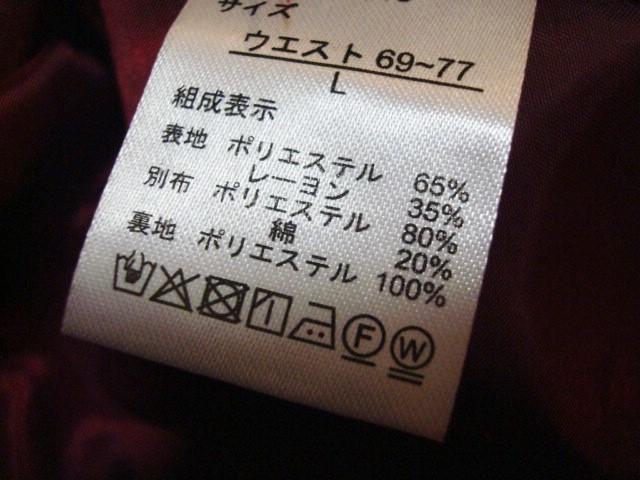 サイズ
ウエスト 69~77
L
組成表示
表地 ポリエステル 65%
レーヨン 35%
別布 ポリエステル 80%
綿 20%
裏地 ポリエステル 100%
F W